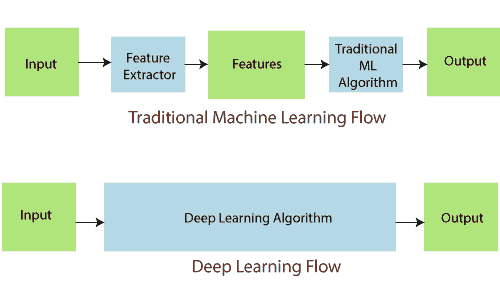 Input
Feature
Extractor
Features
Traditional
ML
Algorithm
Output
Traditional Machine Learning Flow
Input
Deep Learning Algorithm
Output
Deep Learning Flow